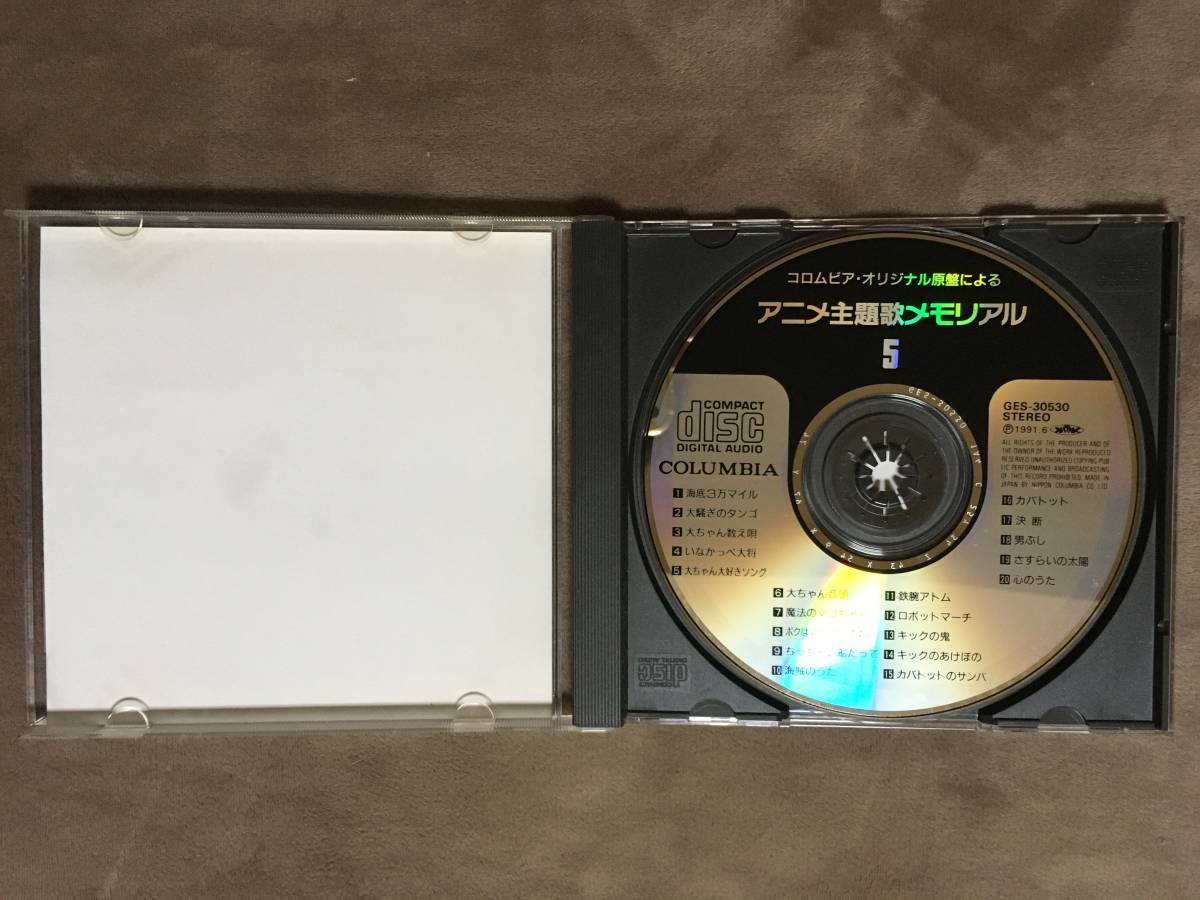 コロムビア・オリジナル原盤による
アニメ主題歌メモリアル
5
COMPACT
disc
DIGITAL AUDIO
COLUMBIA
GES-30530
STEREO
Ⓟ1991.6
ALL RIGHTS OF THE PRODUCER AND OF
THE OWNER OF THE WORK REPRODUCED
RESERVED UNAUTHORIZED COPYING PUB-
LIC PERFORMANCE AND BROADCASTING
OF THIS RECORD PROHIBITED. MADE IN
JAPAN BY NIPPON COLUMBIA CO., LTD.
1 海底3万マイル
2 大騒ぎのタンゴ
3 大ちゃん数え唄
4 いなかっぺ大将
5 大ちゃん大好きソング
6 大ちゃん音頭
7 魔法のマコちゃん
8 ボクは
9 ちっちゃい船だって
10 海賊のうた
11 鉄腕アトム
12 ロボットマーチ
13 キックの鬼
14 キックのあけぼの
15 カバトットのサンバ
16 カバトット
17 決断
18 男ぶし
19 さすらいの太陽
20 心のうた
disc